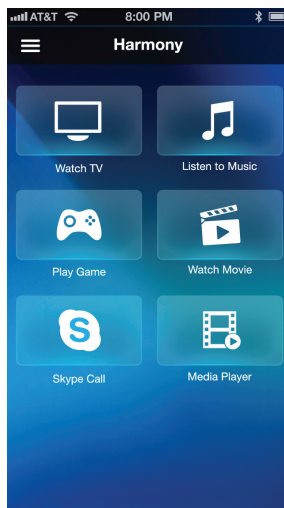 AT&T 8:00 PM
Harmony
Watch TV Listen to Music
Play Game Watch Movie
S
Skype Call Media Player